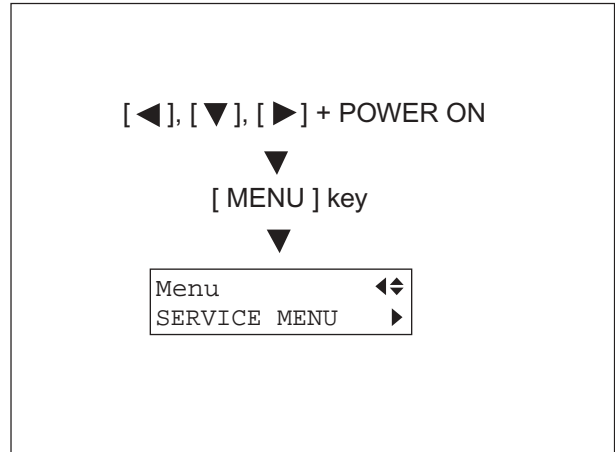 [ ◀ ], [ ▼ ], [ ▶ ] + POWER ON
▼
[ MENU ] key
▼
Menu ◀♦
SERVICE MENU ▶